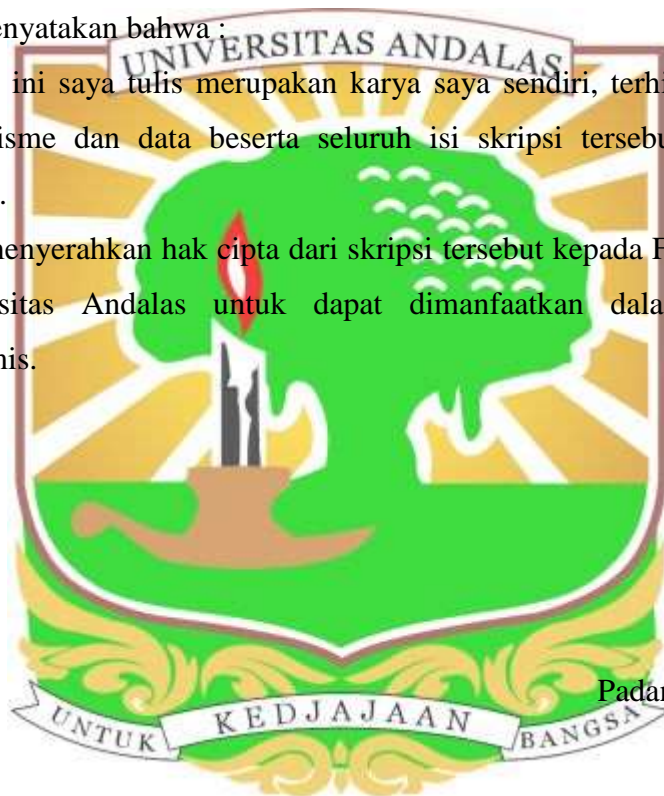 enyatakan bahwa :
UNIVERSITAS ANDALAS
ini saya tulis merupakan karya saya sendiri, terhi
isme dan data beserta seluruh isi skripsi tersebu
.
nenyerahkan hak cipta dari skripsi tersebut kepada F
sitas Andalas untuk dapat dimanfaatkan dala
nis.
Padan
UNTUK KEDJAJAAN BANGSA